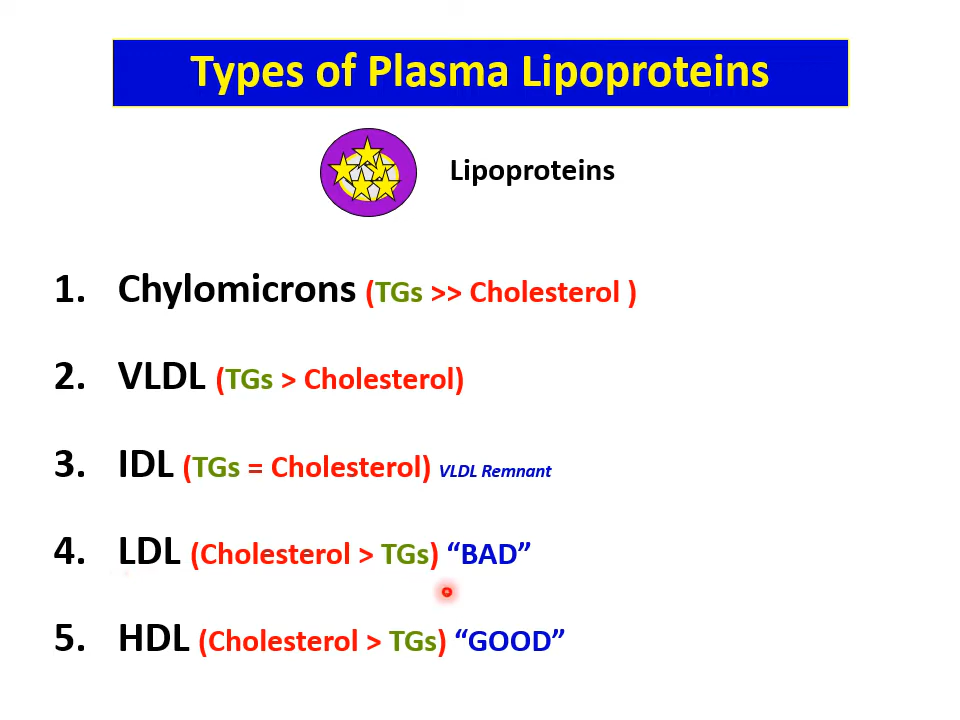 Types of Plasma Lipoproteins
Lipoproteins
1. Chylomicrons (TGs >> Cholesterol )
2. VLDL (TGs > Cholesterol)
3. IDL (TGs = Cholesterol) VLDL Remnant
4. LDL (Cholesterol > TGs) “BAD”
5. HDL (Cholesterol > TGs) “GOOD”